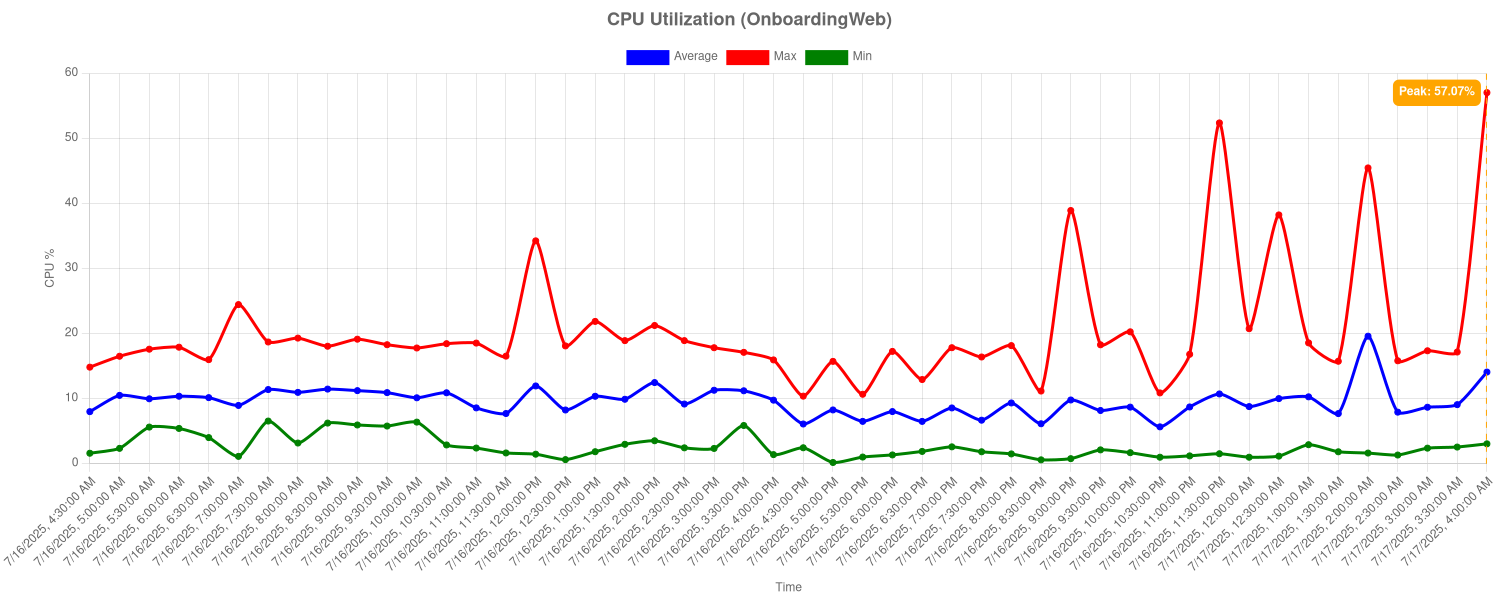 CPU Utilization (OnboardingWeb)
Average Max Min
Peak: 57.07%
CPU %
60
50
40
30
20
10
0
7/16/2025, 4:30:00 AM
7/16/2025, 5:00:00 AM
7/16/2025, 5:30:00 AM
7/16/2025, 6:00:00 AM
7/16/2025, 6:30:00 AM
7/16/2025, 7:00:00 AM
7/16/2025, 7:30:00 AM
7/16/2025, 8:00:00 AM
7/16/2025, 8:30:00 AM
7/16/2025, 9:00:00 AM
7/16/2025, 9:30:00 AM
7/16/2025, 10:00:00 AM
7/16/2025, 10:30:00 AM
7/16/2025, 11:00:00 AM
7/16/2025, 11:30:00 AM
7/16/2025, 12:00:00 PM
7/16/2025, 12:30:00 PM
7/16/2025, 1:00:00 PM
7/16/2025, 1:30:00 PM
7/16/2025, 2:00:00 PM
7/16/2025, 2:30:00 PM
7/16/2025, 3:00:00 PM
7/16/2025, 3:30:00 PM
7/16/2025, 4:00:00 PM
7/16/2025, 4:30:00 PM
7/16/2025, 5:00:00 PM
7/16/2025, 5:30:00 PM
7/16/2025, 6:00:00 PM
7/16/2025, 6:30:00 PM
7/16/2025, 7:00:00 PM
7/16/2025, 7:30:00 PM
7/16/2025, 8:00:00 PM
7/16/2025, 8:30:00 PM
7/16/2025, 9:00:00 PM
7/16/2025, 9:30:00 PM
7/16/2025, 10:00:00 PM
7/16/2025, 10:30:00 PM
7/16/2025, 11:00:00 PM
7/16/2025, 11:30:00 PM
7/17/2025, 12:00:00 AM
7/17/2025, 12:30:00 AM
7/17/2025, 1:00:00 AM
7/17/2025, 1:30:00 AM
7/17/2025, 2:00:00 AM
7/17/2025, 2:30:00 AM
7/17/2025, 3:00:00 AM
7/17/2025, 3:30:00 AM
7/17/2025, 4:00:00 AM
Time